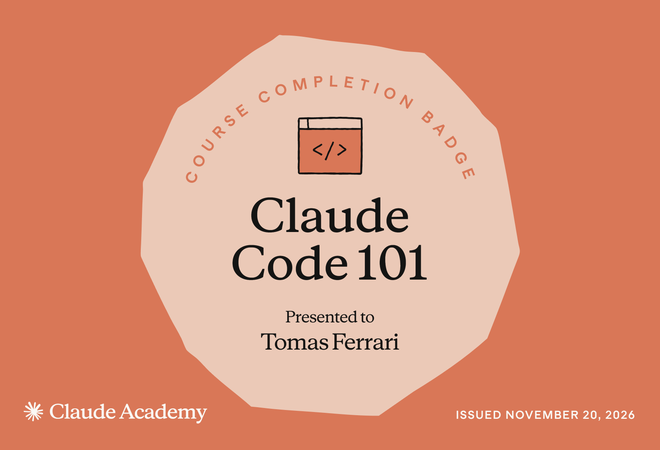 COURSE COMPLETION BADGE
</>
Claude
Code 101
Presented to
Tomas Ferrari
Claude Academy
ISSUED NOVEMBER 20, 2026